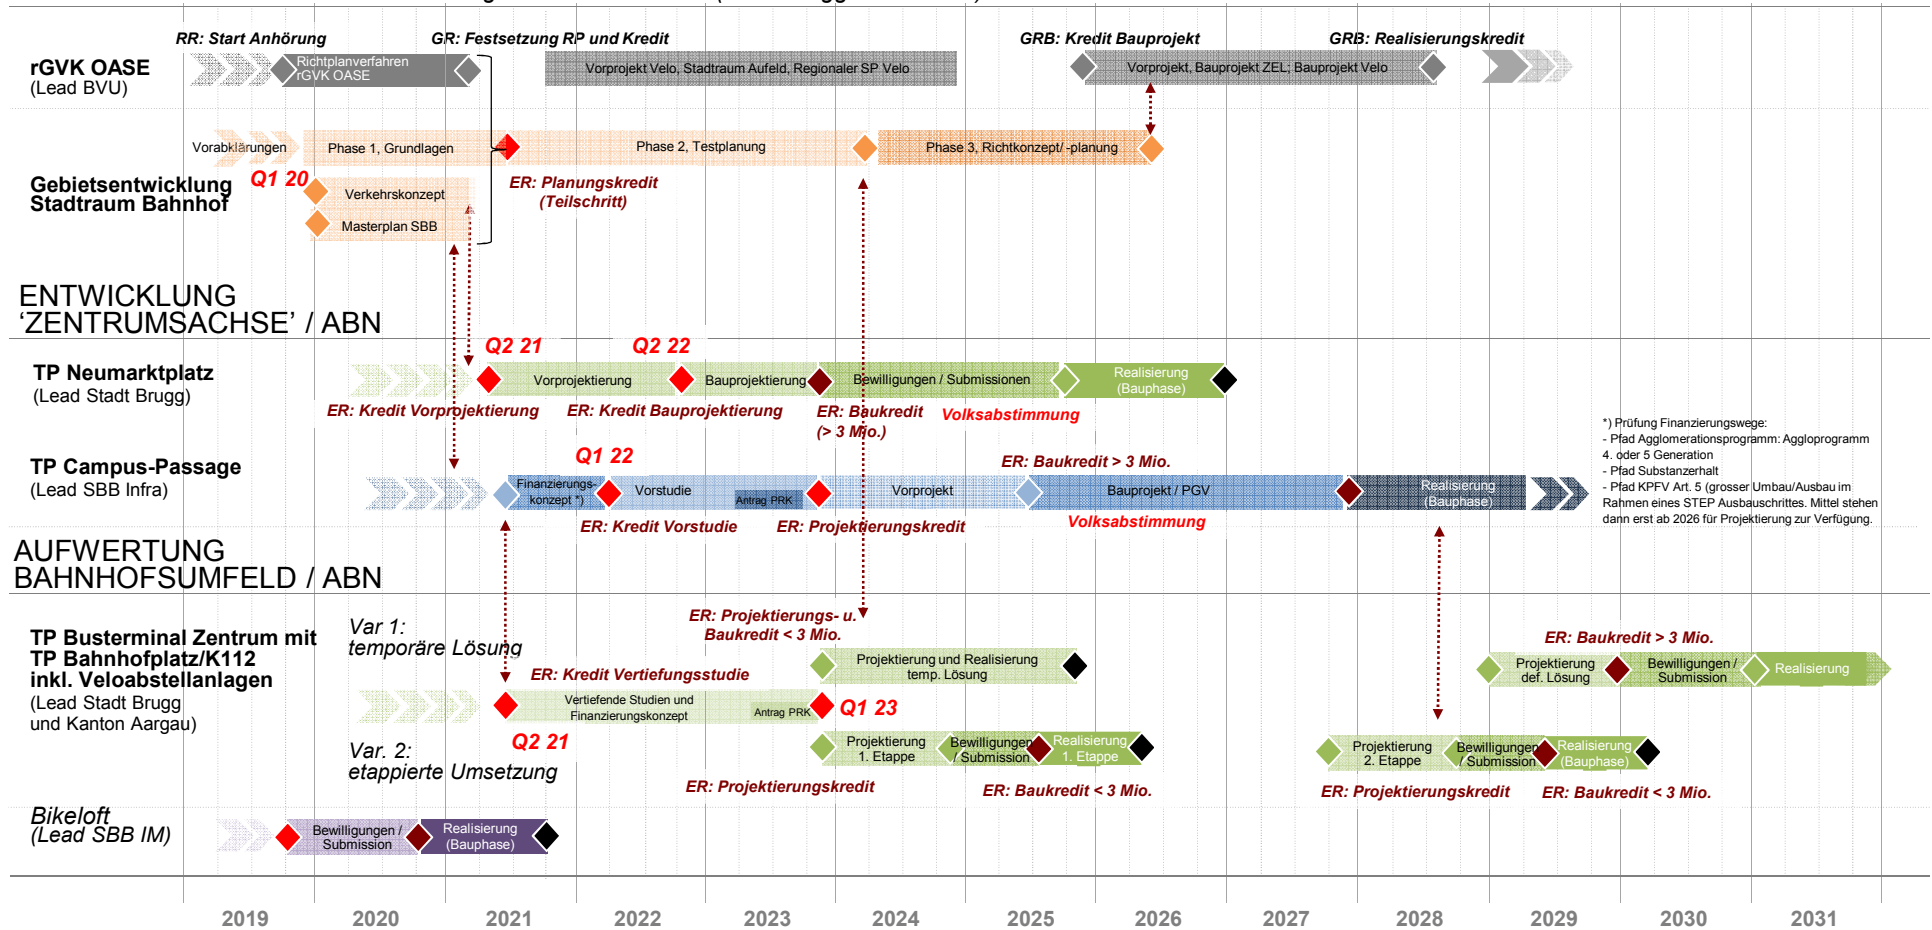 RR: Start Anhörung
GR: Festsetzung RP und Kredit
GRB: Kredit Bauprojekt
GRB: Realisierungskredit
rGVK OASE
(Lead BVU)
Richtplanverfahren
rGVK OASE
Vorprojekt Velo, Stadtraum Aufeld, Regionaler SP Velo
Vorprojekt, Bauprojekt ZEL; Bauprojekt Velo
Vorabklärungen
Phase 1, Grundlagen
Phase 2, Testplanung
Phase 3, Richtkonzept/ -planung
Gebietsentwicklung
Stadtraum Bahnhof
Q1 20
Verkehrskonzept
Masterplan SBB
ER: Planungskredit
(Teilschritt)
ENTWICKLUNG
‘ZENTRUMSACHSE’ / ABN
Q2 21
Q2 22
TP Neumarktplatz
(Lead Stadt Brugg)
Vorprojektierung
Bauprojektierung
Bewilligungen / Submissionen
Realisierung
(Bauphase)
ER: Kredit Vorprojektierung
ER: Kredit Bauprojektierung
ER: Baukredit
(> 3 Mio.)
Volksabstimmung
*) Prüfung Finanzierungswege:
- Pfad Agglomerationsprogramm: Aggloprogramm
4. oder 5 Generation
- Pfad Substanzerhalt
- Pfad KPFV Art. 5 (grosser Umbau/Ausbau im
Rahmen eines STEP Ausbauschrittes. Mittel stehen
dann erst ab 2026 für Projektierung zur Verfügung.
TP Campus-Passage
(Lead SBB Infra)
Q1 22
ER: Baukredit > 3 Mio.
Finanzierungs-
konzept *)
Vorstudie
Antrag PRK
Vorprojekt
Bauprojekt / PGV
Realisierung
(Bauphase)
ER: Kredit Vorstudie
ER: Projektierungskredit
Volksabstimmung
AUFWERTUNG
BAHNHOFSUMFELD / ABN
TP Busterminal Zentrum mit
TP Bahnhofplatz/K112
inkl. Veloabstellanlagen
(Lead Stadt Brugg
und Kanton Aargau)
Var 1:
temporäre Lösung
ER: Projektierungs- u.
Baukredit < 3 Mio.
ER: Baukredit > 3 Mio.
Projektierung und Realisierung
temp. Lösung
Projektierung
def. Lösung
Bewilligungen /
Submission
Realisierung
ER: Kredit Vertiefungsstudie
Vertiefende Studien und
Finanzierungskonzept
Antrag PRK
Q1 23
Q2 21
Var. 2:
etappierte Umsetzung
Projektierung
1. Etappe
Bewilligungen
/ Submission
Realisierung
1. Etappe
Projektierung
2. Etappe
Bewilligungen
/ Submission
Realisierung
(Bauphase)
ER: Projektierungskredit
ER: Baukredit < 3 Mio.
ER: Projektierungskredit
ER: Baukredit < 3 Mio.
Bikeloft
(Lead SBB IM)
Bewilligungen /
Submission
Realisierung
(Bauphase)
2019 2020 2021 2022 2023 2024 2025 2026 2027 2028 2029 2030 2031